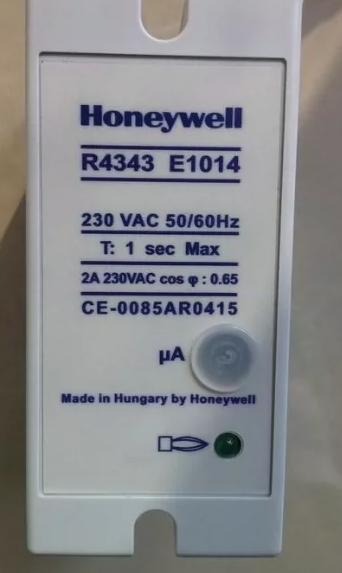 Honeywell
R4343 E1014
230 VAC 50/60Hz
T: 1 sec Max
2A 230VAC cos φ : 0.65
CE-0085AR0415
µA
Made in Hungary by Honeywell